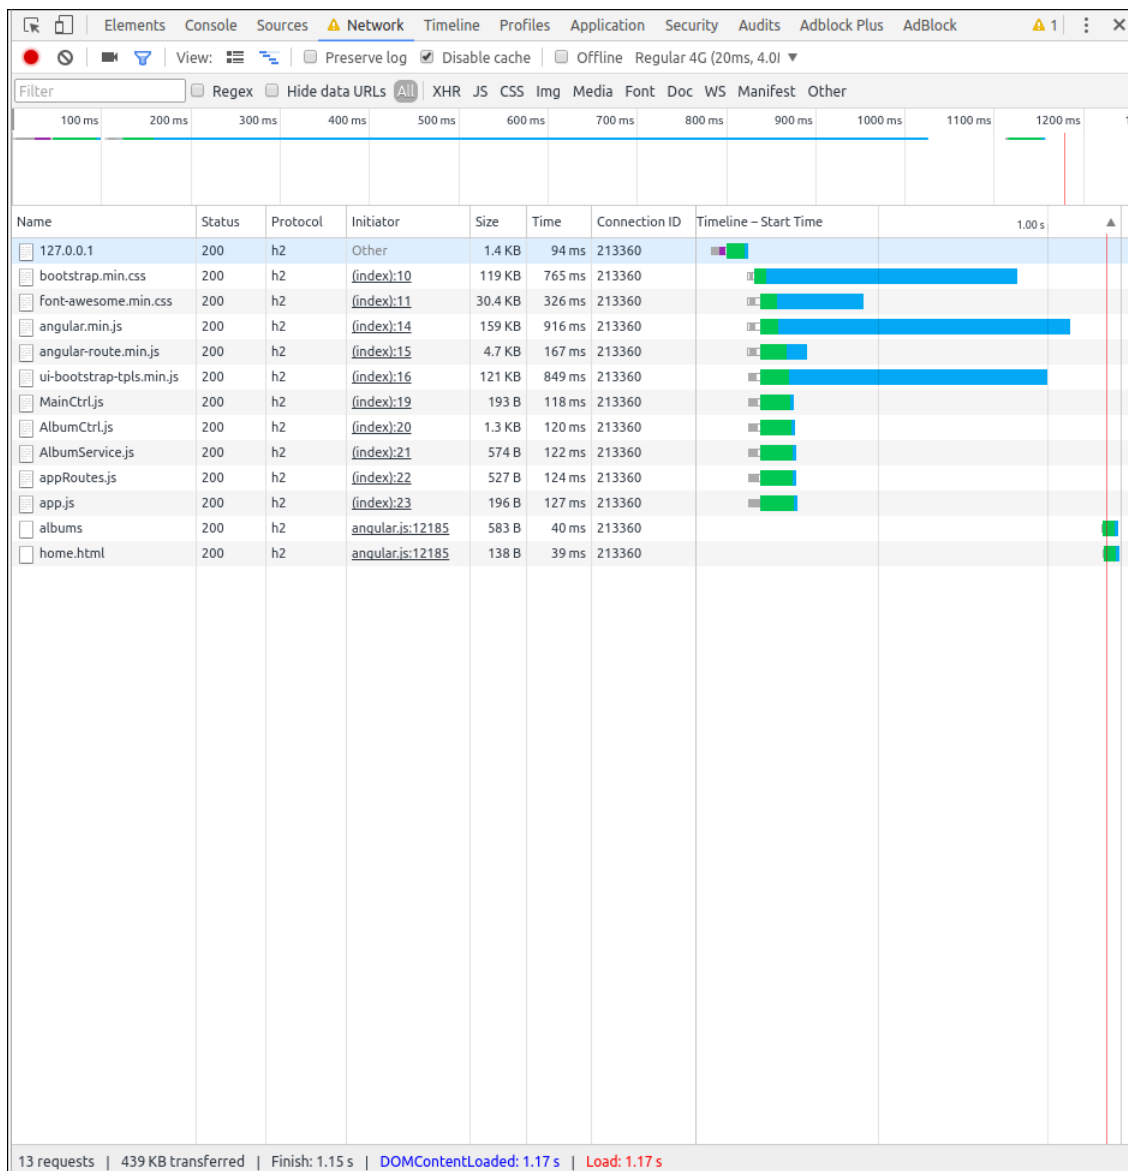 Elements Console Sources Network Timeline Profiles Application Security Audits Adblock Plus AdBlock 1
View: Preserve log Disable cache Offline Regular 4G (20ms, 4.0
Filter Regex Hide data URLs All XHR JS CSS Img Media Font Doc WS Manifest Other
100 ms 200 ms 300 ms 400 ms 500 ms 600 ms 700 ms 800 ms 900 ms 1000 ms 1100 ms 1200 ms 1
Name Status Protocol Initiator Size Time Connection ID Timeline – Start Time 1.00 s
127.0.0.1 200 h2 Other 1.4 KB 94 ms 213360
bootstrap.min.css 200 h2 (index):10 119 KB 765 ms 213360
font-awesome.min.css 200 h2 (index):11 30.4 KB 326 ms 213360
angular.min.js 200 h2 (index):14 159 KB 916 ms 213360
angular-route.min.js 200 h2 (index):15 4.7 KB 167 ms 213360
ui-bootstrap-tpls.min.js 200 h2 (index):16 121 KB 849 ms 213360
MainCtrl.js 200 h2 (index):19 193 B 118 ms 213360
AlbumCtrl.js 200 h2 (index):20 1.3 KB 120 ms 213360
AlbumService.js 200 h2 (index):21 574 B 122 ms 213360
appRoutes.js 200 h2 (index):22 527 B 124 ms 213360
app.js 200 h2 (index):23 196 B 127 ms 213360
albums 200 h2 angular.js:12185 583 B 40 ms 213360
home.html 200 h2 angular.js:12185 138 B 39 ms 213360
13 requests | 439 KB transferred | Finish: 1.15 s | DOMContentLoaded: 1.17 s | Load: 1.17 s